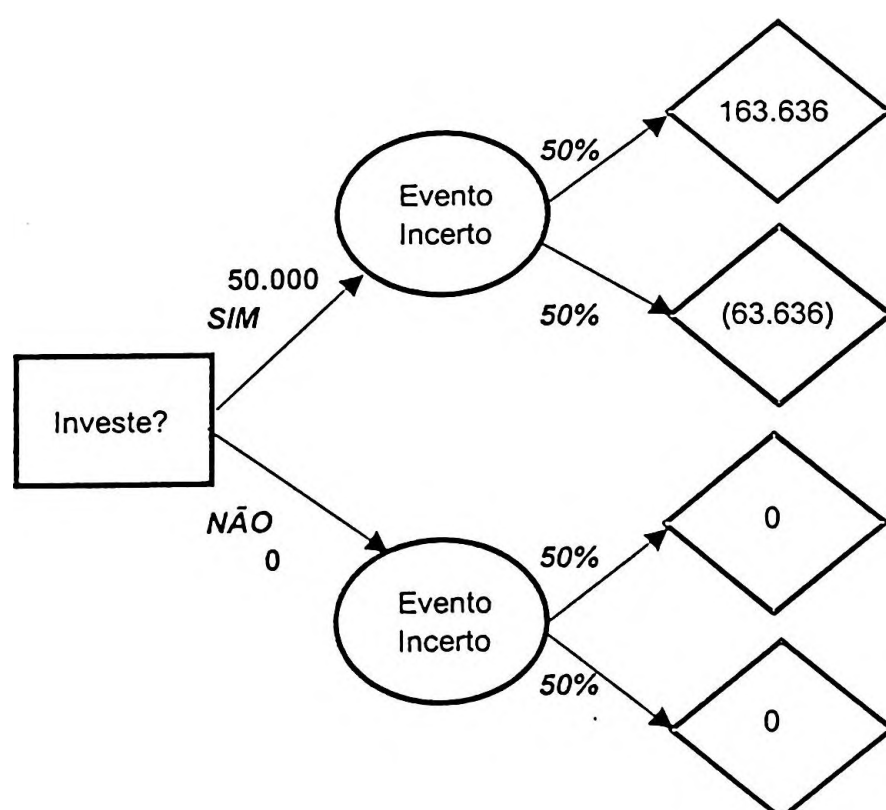 163.636
50%
Evento
Incerto
50.000
SIM
50%
(63.636)
Investe?
NÃO
0
50%
0
Evento
Incerto
50%
0